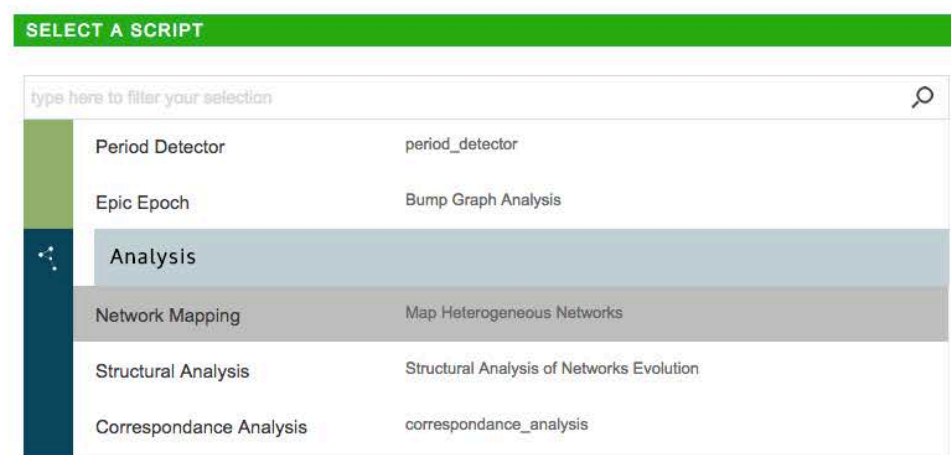 SELECT A SCRIPT
type here to filter your selection
Period Detector period_detector
Epic Epoch Bump Graph Analysis
Analysis
Network Mapping Map Heterogeneous Networks
Structural Analysis Structural Analysis of Networks Evolution
Correspondance Analysis correspondance_analysis